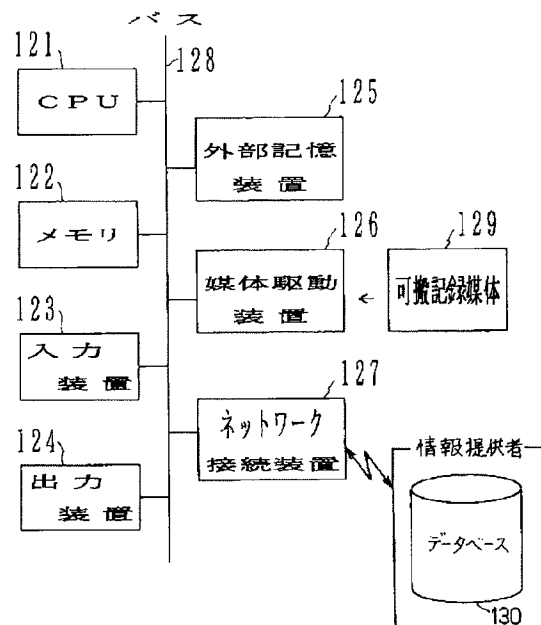 バス
121
128
CPU
125
外部記憶
装置
122
メモリ
126
129
媒体駆動
装置
可搬記録媒体
123
入力
装置
127
ネットワーク
接続装置
124
出力
装置
情報提供者
データベース
130